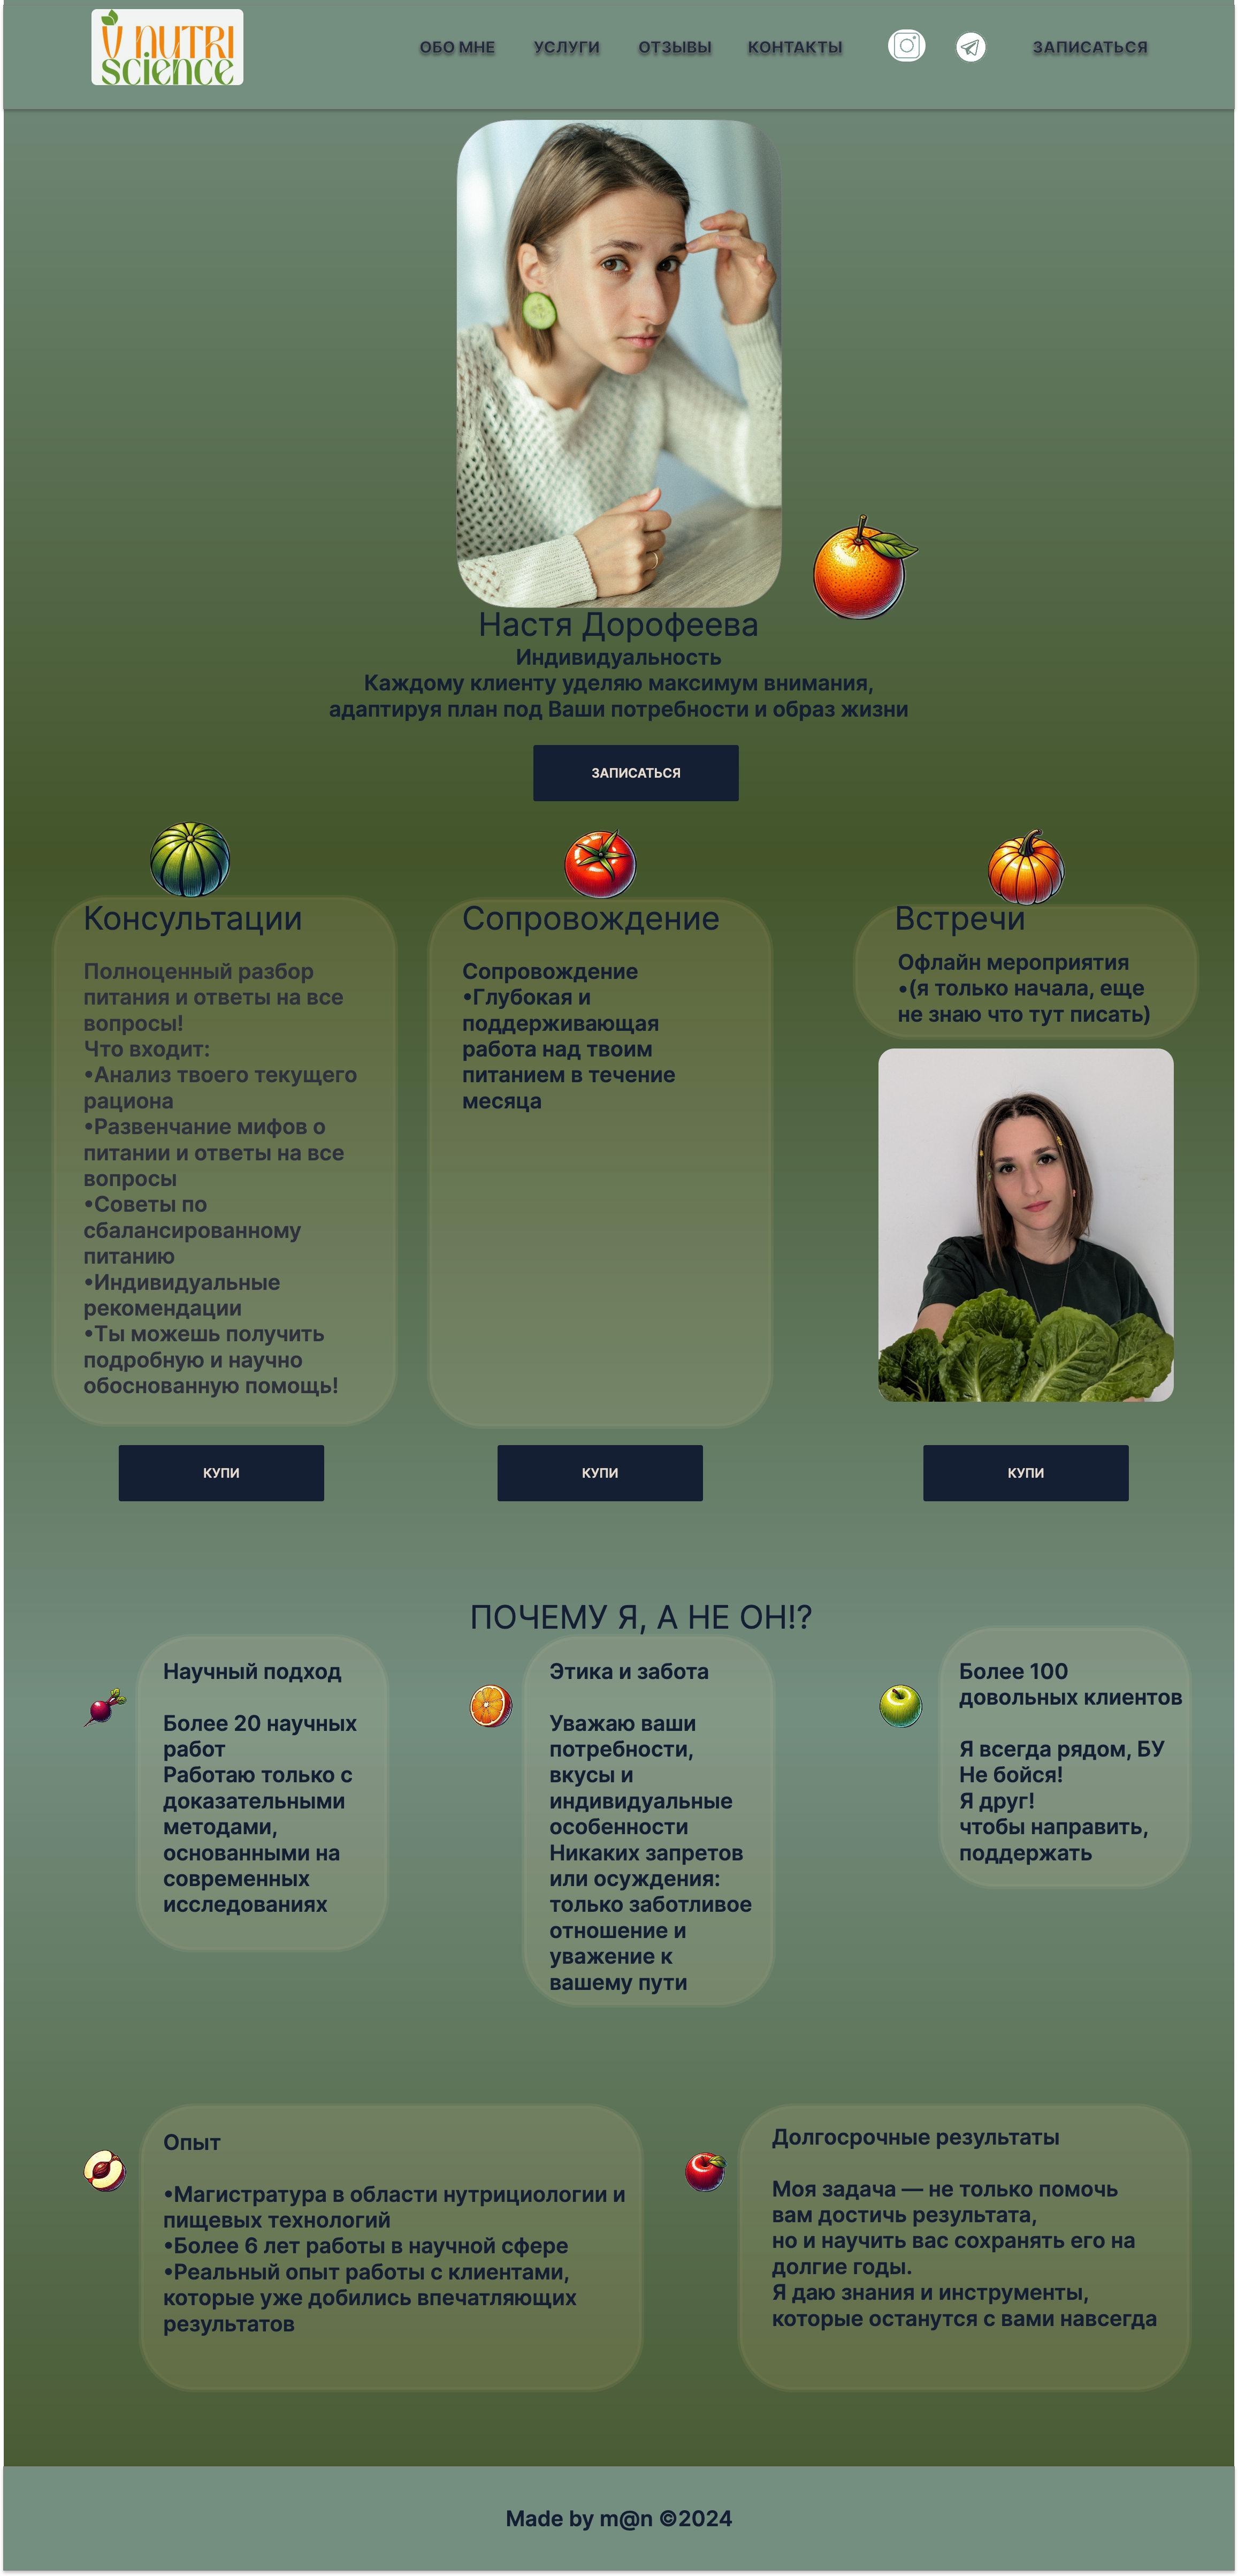 V NUTRI
science
ОБО МНЕ
УСЛУГИ
ОТЗЫВЫ
КОНТАКТЫ
ЗАПИСАТЬСЯ
Настя Дорофеева
Индивидуальность
Каждому клиенту уделяю максимум внимания,
адаптируя план под Ваши потребности и образ жизни
ЗАПИСАТЬСЯ
Консультации
Полноценный разбор
питания и ответы на все
вопросы!
Что входит:
•Анализ твоего текущего
рациона
•Развенчание мифов о
питании и ответы на все
вопросы
•Советы по
сбалансированному
питанию
•Индивидуальные
рекомендации
•Ты можешь получить
подробную и научно
обоснованную помощь!
КУПИ
Сопровождение
Сопровождение
•Глубокая и
поддерживающая
работа над твоим
питанием в течение
месяца
КУПИ
Встречи
Офлайн мероприятия
•(я только начала, еще
не знаю что тут писать)
КУПИ
ПОЧЕМУ Я, А НЕ ОН!?
Научный подход
Более 20 научных
работ
Работаю только с
доказательными
методами,
основанными на
современных
исследованиях
Этика и забота
Уважаю ваши
потребности,
вкусы и
индивидуальные
особенности
Никаких запретов
или осуждения:
только заботливое
отношение и
уважение к
вашему пути
Более 100
довольных клиентов
Я всегда рядом, БУ
Не бойся!
Я друг!
чтобы направить,
поддержать
Опыт
•Магистратура в области нутрициологии и
пищевых технологий
•Более 6 лет работы в научной сфере
•Реальный опыт работы с клиентами,
которые уже добились впечатляющих
результатов
Долгосрочные результаты
Моя задача — не только помочь
вам достичь результата,
но и научить вас сохранять его на
долгие годы.
Я даю знания и инструменты,
которые останутся с вами навсегда
Made by m@n ©2024